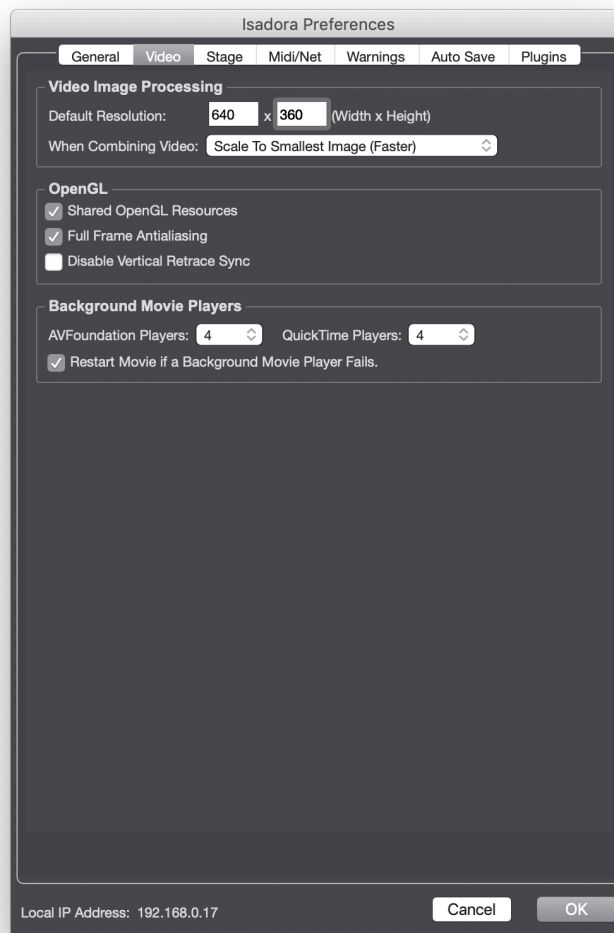 Isadora Preferences
General Video Stage Midi/Net Warnings Auto Save Plugins
Video Image Processing
Default Resolution: 640 x 360 (Width x Height)
When Combining Video: Scale To Smallest Image (Faster)
OpenGL
Shared OpenGL Resources
Full Frame Antialiasing
Disable Vertical Retrace Sync
Background Movie Players
AVFoundation Players: 4 QuickTime Players: 4
Restart Movie if a Background Movie Player Fails.
Local IP Address: 192.168.0.17 Cancel OK